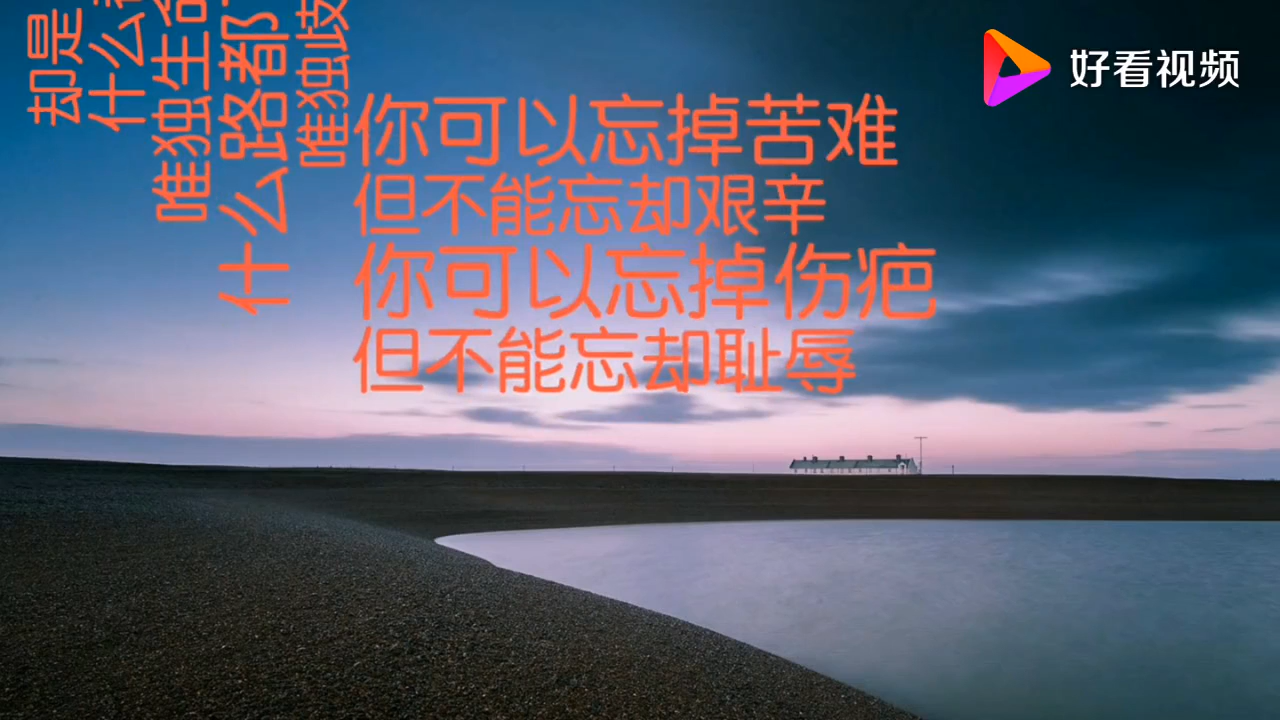 好看视频
你可以忘掉苦难
但不能忘却艰辛
你可以忘掉伤疤
但不能忘却耻辱
却是
什么
唯独生
什么路都
唯独歧